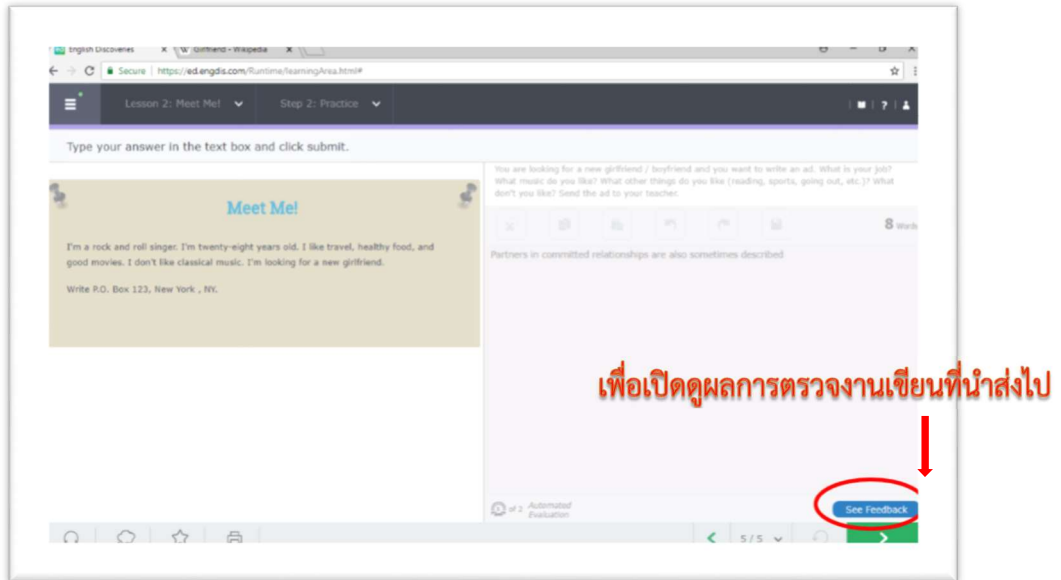 English Discoveries
Girlfriend - Wikipedia
Secure | https://ed.engdis.com/Runtime/learningArea.html#
Lesson 2: Meet Me!
Step 2: Practice
Type your answer in the text box and click submit.
Meet Me!
I'm a rock and roll singer. I'm twenty-eight years old. I like travel, healthy food, and
good movies. I don't like classical music. I'm looking for a new girlfriend.
Write P.O. Box 123, New York , NY.
You are looking for a new girlfriend / boyfriend and you want to write an ad. What is your job?
What music do you like? What other things do you like (reading, sports, going out, etc.)? What
don't you like? Send the ad to your teacher.
8 Words
Partners in committed relationships are also sometimes described
เพื่อเปิดดูผลการตรวจงานเขียนที่นำส่งไป
of 2 Automated
Evaluation
See Feedback
5/5